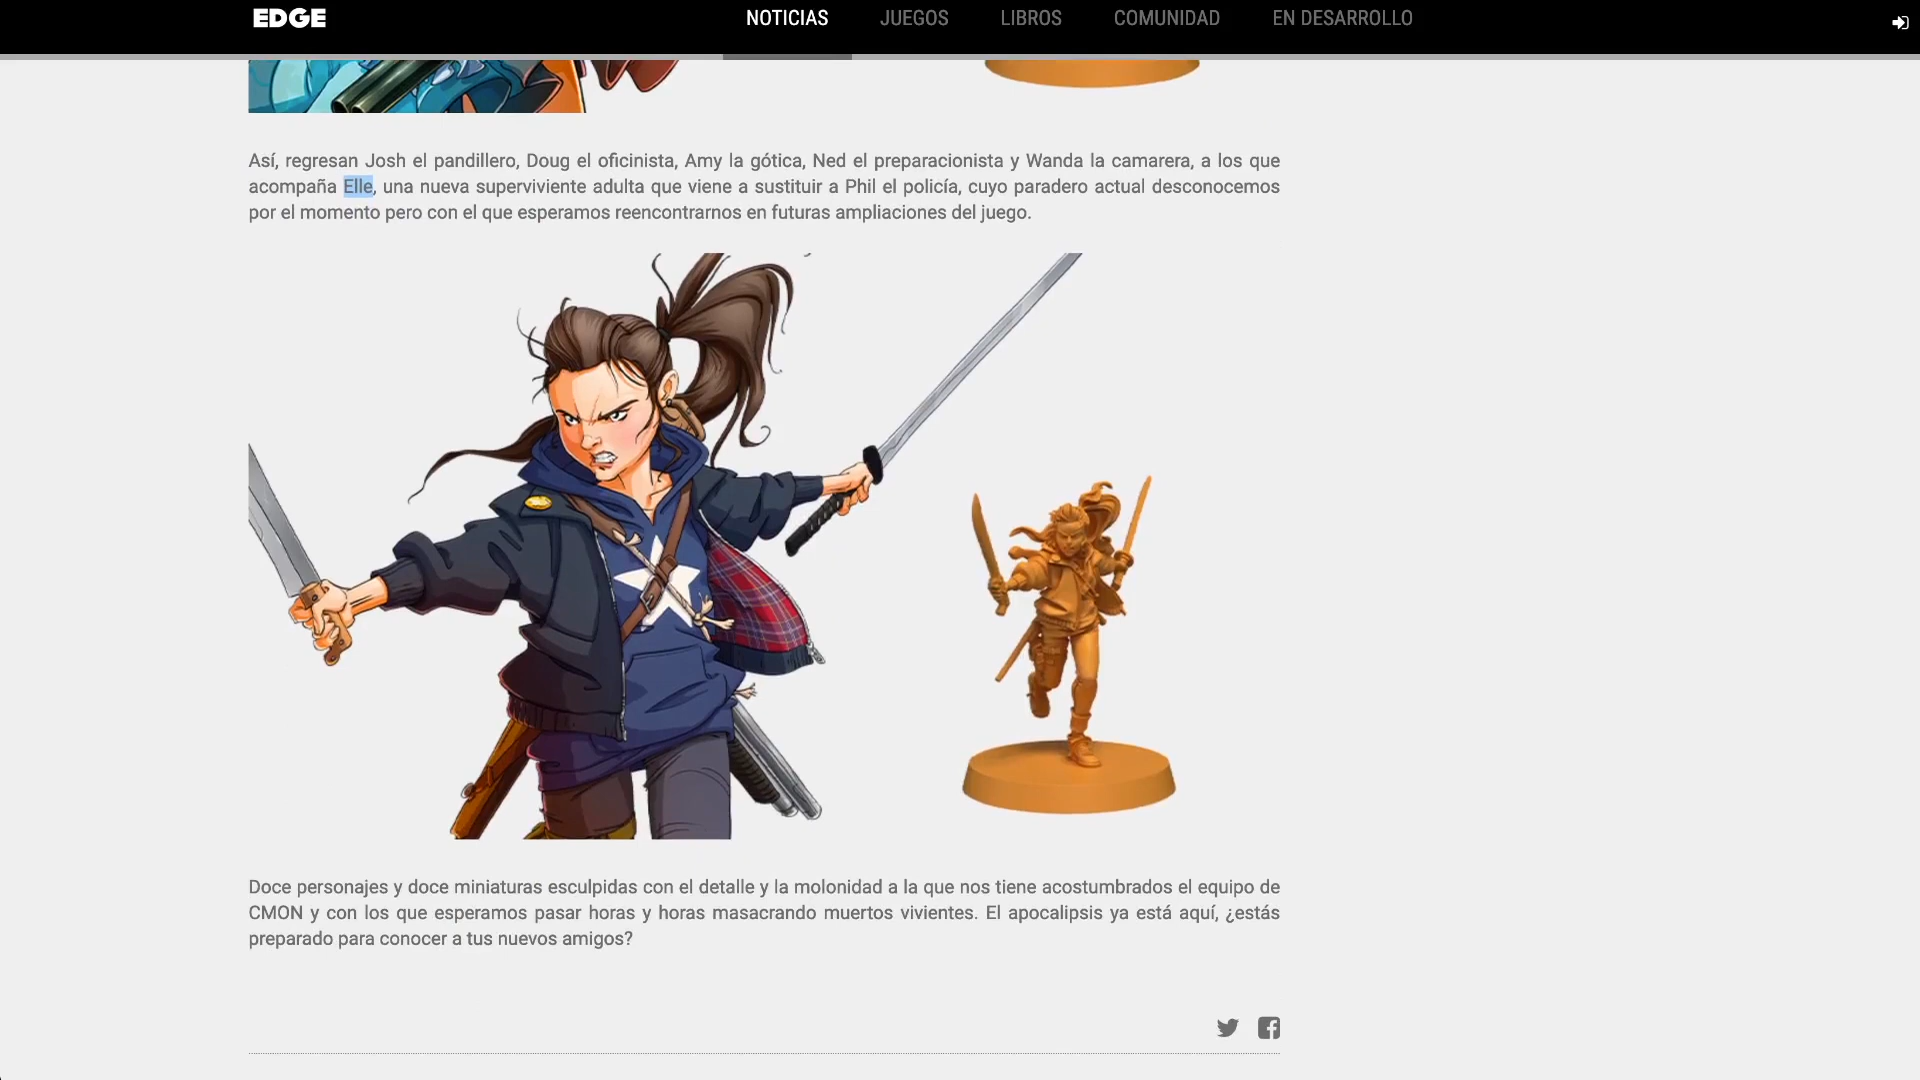 EDGE
NOTICIAS
JUEGOS
LIBROS
COMUNIDAD
EN DESARROLLO
Así, regresan Josh el pandillero, Doug el oficinista, Amy la gótica, Ned el preparacionista y Wanda la camarera, a los que
acompaña Elle, una nueva superviviente adulta que viene a sustituir a Phil el policía, cuyo paradero actual desconocemos
por el momento pero con el que esperamos reencontrarnos en futuras ampliaciones del juego.
Doce personajes y doce miniaturas esculpidas con el detalle y la molonidad a la que nos tiene acostumbrados el equipo de
CMON y con los que esperamos pasar horas y horas masacrando muertos vivientes. El apocalipsis ya está aquí, ¿estás
preparado para conocer a tus nuevos amigos?